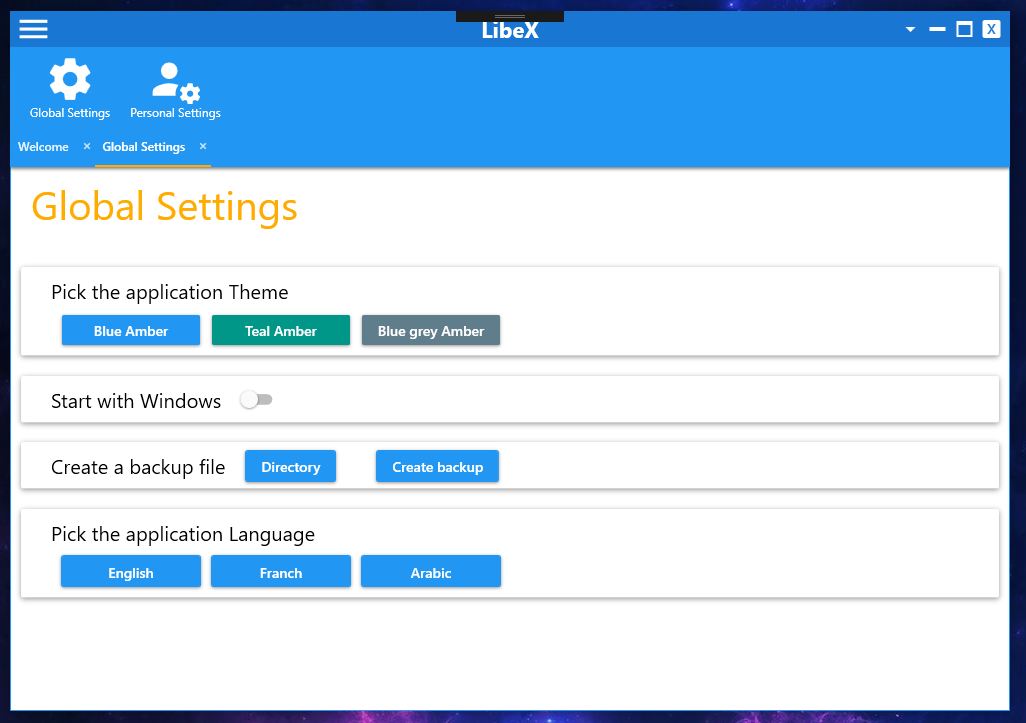 LibeX
X
Global Settings
Personal Settings
Welcome × Global Settings ×
Global Settings
Pick the application Theme
Blue Amber Teal Amber Blue grey Amber
Start with Windows
Create a backup file Directory Create backup
Pick the application Language
English Franch Arabic